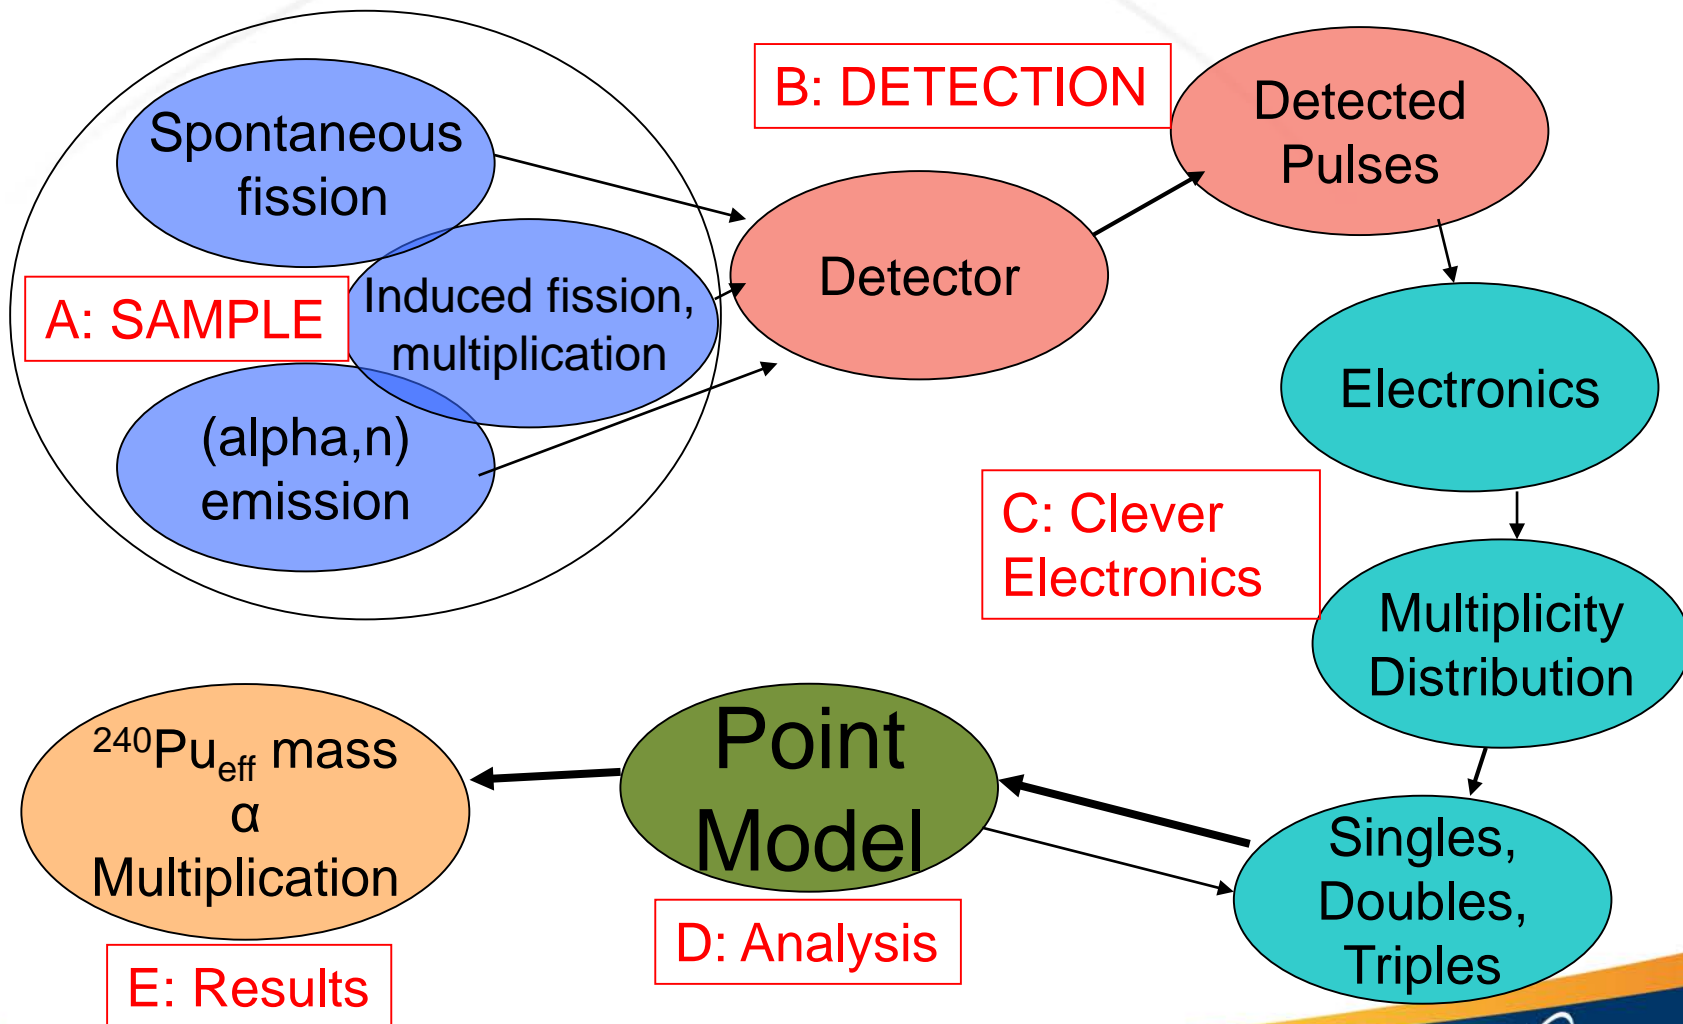 Spontaneous
fission
A: SAMPLE
Induced fission,
multiplication
(alpha,n)
emission
B: DETECTION
Detector
Detected
Pulses
Electronics
C: Clever
Electronics
Multiplicity
Distribution
Singles,
Doubles,
Triples
Point
Model
D: Analysis
²⁴⁰Pu_eff mass
α
Multiplication
E: Results